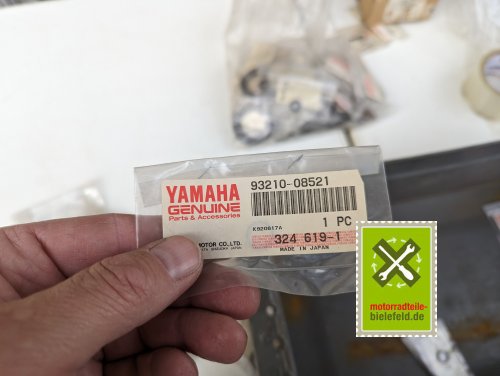 YAMAHA
GENUINE
Parts & Accessories
93210-08521
1 PC
K920617A
324 619-1
MOTOR CO., LTD.
MADE IN JAPAN
motorradteile-
bielefeld.de